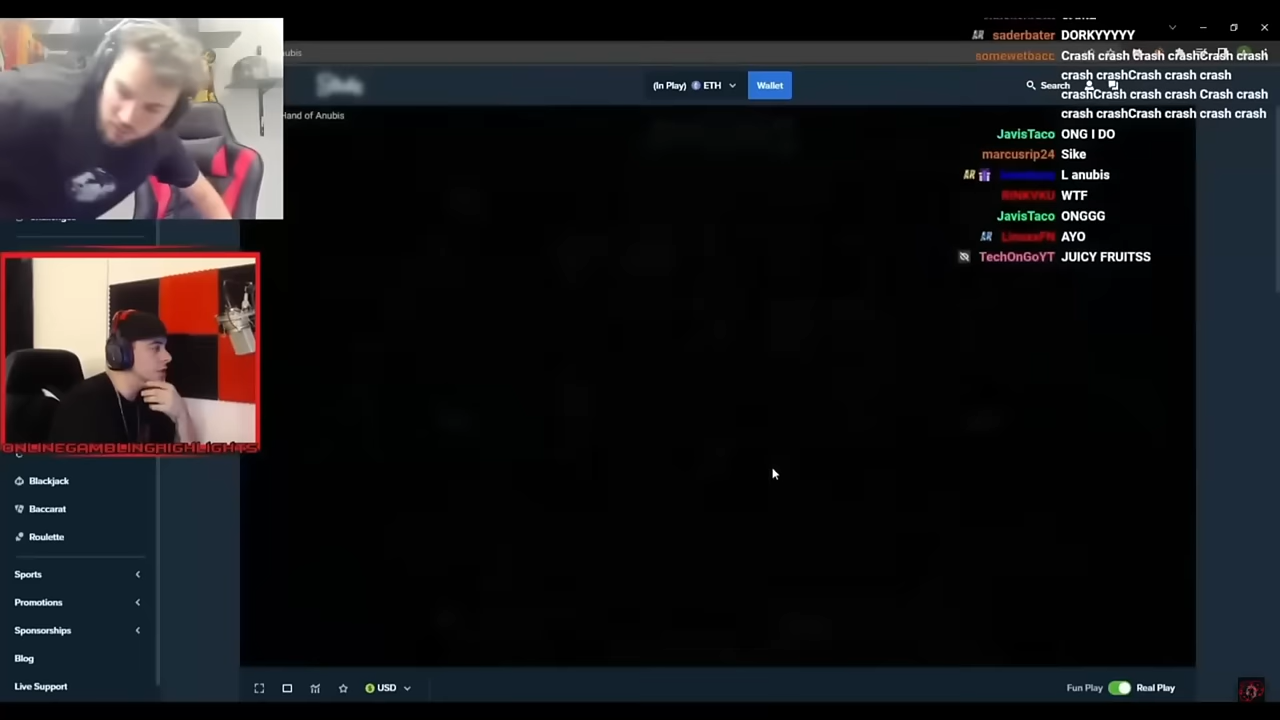 saderbater DORKYYYYY
somewetbacc Crash crash crash crashCrash crash
crash crashCrash crash crash
crashCrash crash crash Crash crash
crash crashCrash crash crash crash
JavisTaco ONG I DO
marcusrip24 Sike
L anubis
WTF
JavisTaco ONGGG
AYO
TechOnGoYT JUICY FRUITSS
(In Play) ETH
Wallet
Search
Hand of Anubis
ONLINEGAMBLINGHIGHLIGHTS
Blackjack
Baccarat
Roulette
Sports
Promotions
Sponsorships
Blog
Live Support
USD
Fun Play
Real Play